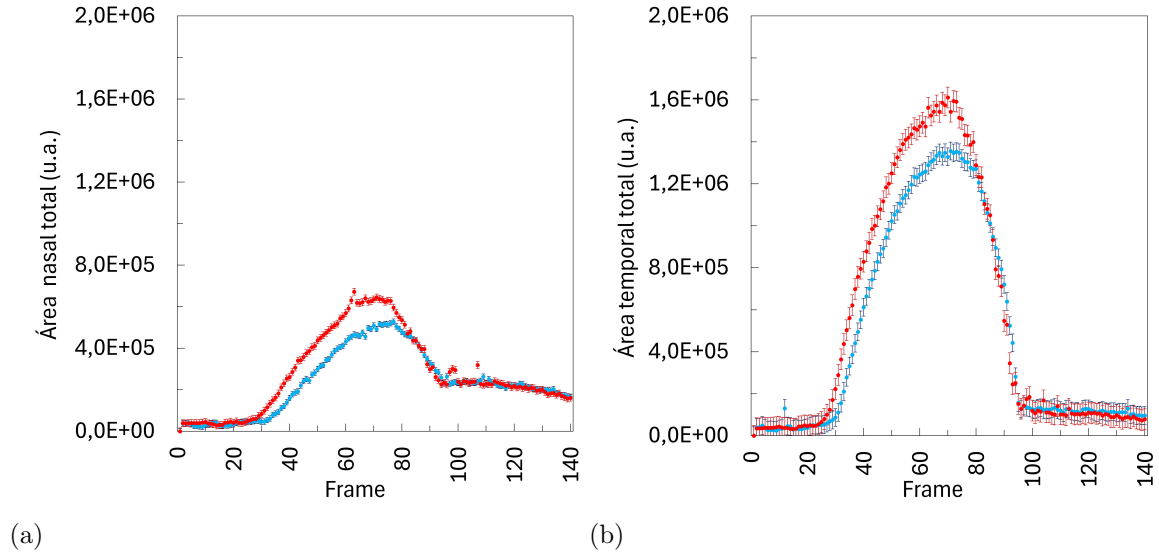 2,0E+06
1,6E+06
1,2E+06
8,0E+05
4,0E+05
0,0E+00
Área nasal total (u.a.)
0 20 40 60 80 100 120 140
Frame
(a)
2,0E+06
1,6E+06
1,2E+06
8,0E+05
4,0E+05
0,0E+00
Área temporal total (u.a.)
0 20 40 60 80 100 120 140
Frame
(b)